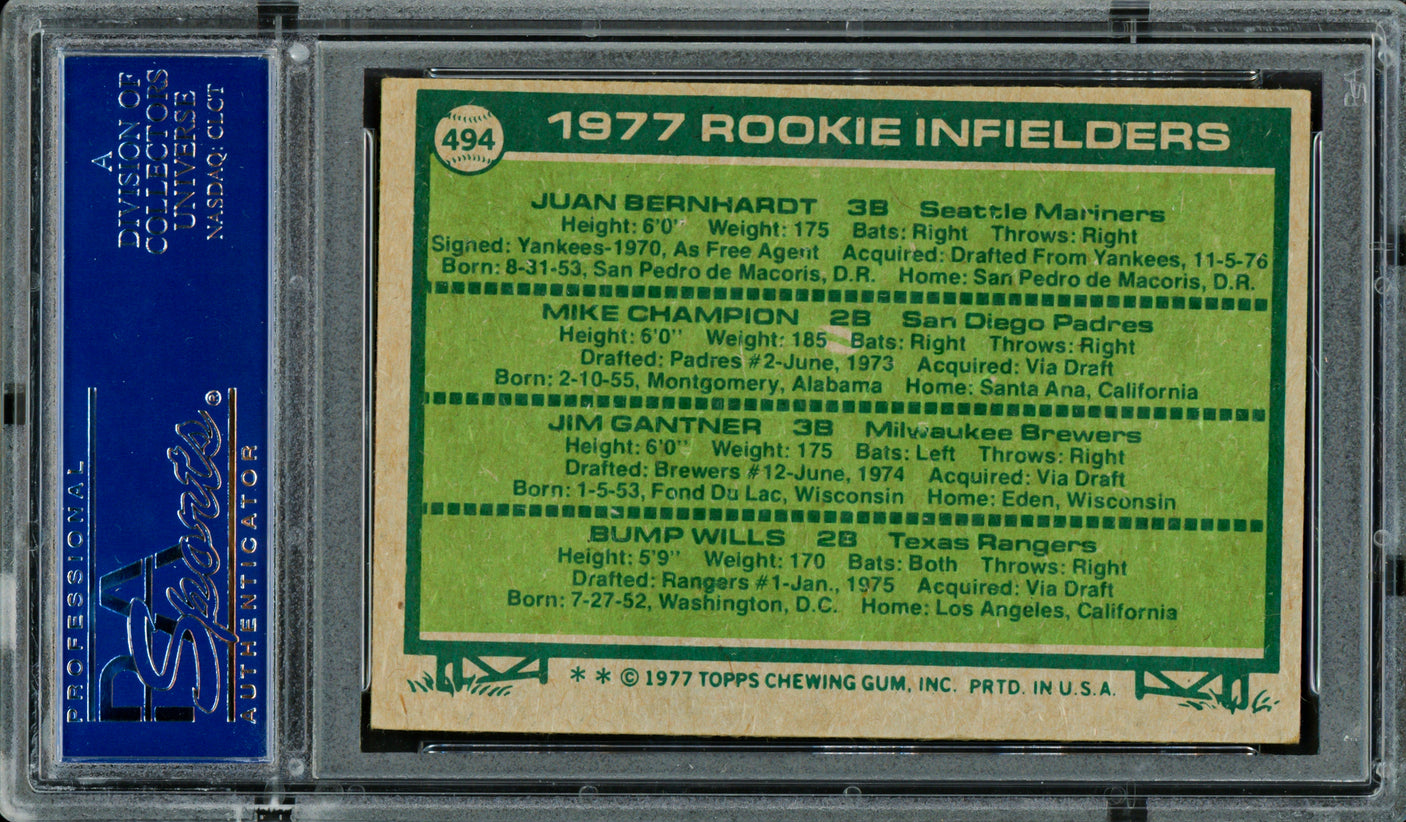 A
DIVISION OF
COLLECTORS
UNIVERSE
NASDAQ: CLCT
PROFESSIONAL
PSA
Sports®
AUTHENTICATOR
494
1977 ROOKIE INFIELDERS
JUAN BERNHARDT 3B Seattle Mariners
Height: 6'0" Weight: 175 Bats: Right Throws: Right
Signed: Yankees-1970, As Free Agent Acquired: Drafted From Yankees, 11-5-76
Born: 8-31-53, San Pedro de Macoris, D.R. Home: San Pedro de Macoris, D.R.
MIKE CHAMPION 2B San Diego Padres
Height: 6'0" Weight: 185 Bats: Right Throws: Right
Drafted: Padres #2-June, 1973 Acquired: Via Draft
Born: 2-10-55, Montgomery, Alabama Home: Santa Ana, California
JIM GANTNER 3B Milwaukee Brewers
Height: 6'0" Weight: 175 Bats: Left Throws: Right
Drafted: Brewers #12-June, 1974 Acquired: Via Draft
Born: 1-5-53, Fond Du Lac, Wisconsin Home: Eden, Wisconsin
BUMP WILLS 2B Texas Rangers
Height: 5'9" Weight: 170 Bats: Both Throws: Right
Drafted: Rangers #1-Jan., 1975 Acquired: Via Draft
Born: 7-27-52, Washington, D.C. Home: Los Angeles, California
* * © 1977 TOPPS CHEWING GUM, INC. PRTD. IN U.S.A.